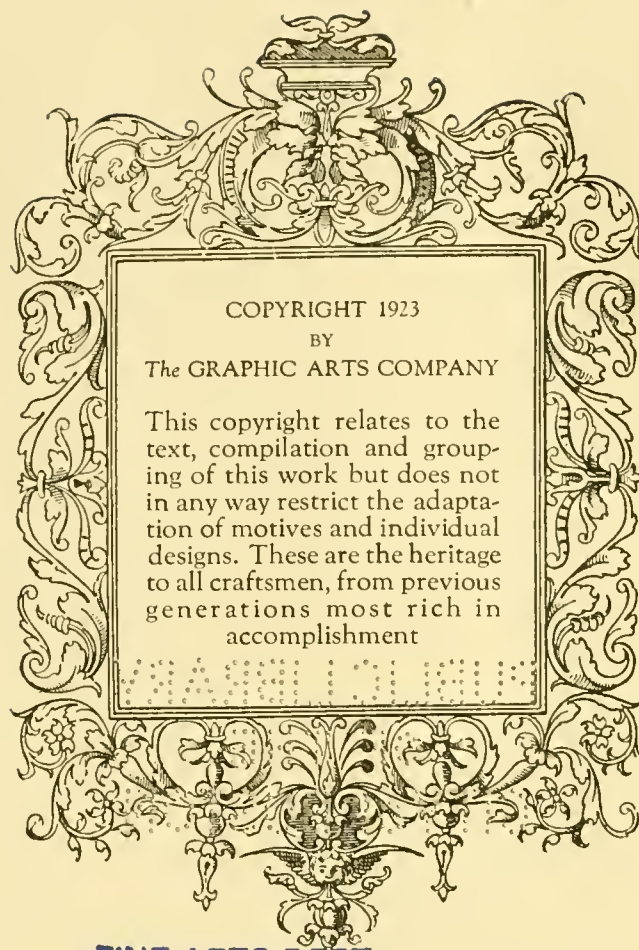 COPYRIGHT 1923
BY
The GRAPHIC ARTS COMPANY
This copyright relates to the
text, compilation and group-
ing of this work but does not
in any way restrict the adapta-
tion of motives and individual
designs. These are the heritage
to all craftsmen, from previous
generations most rich in
accomplishment